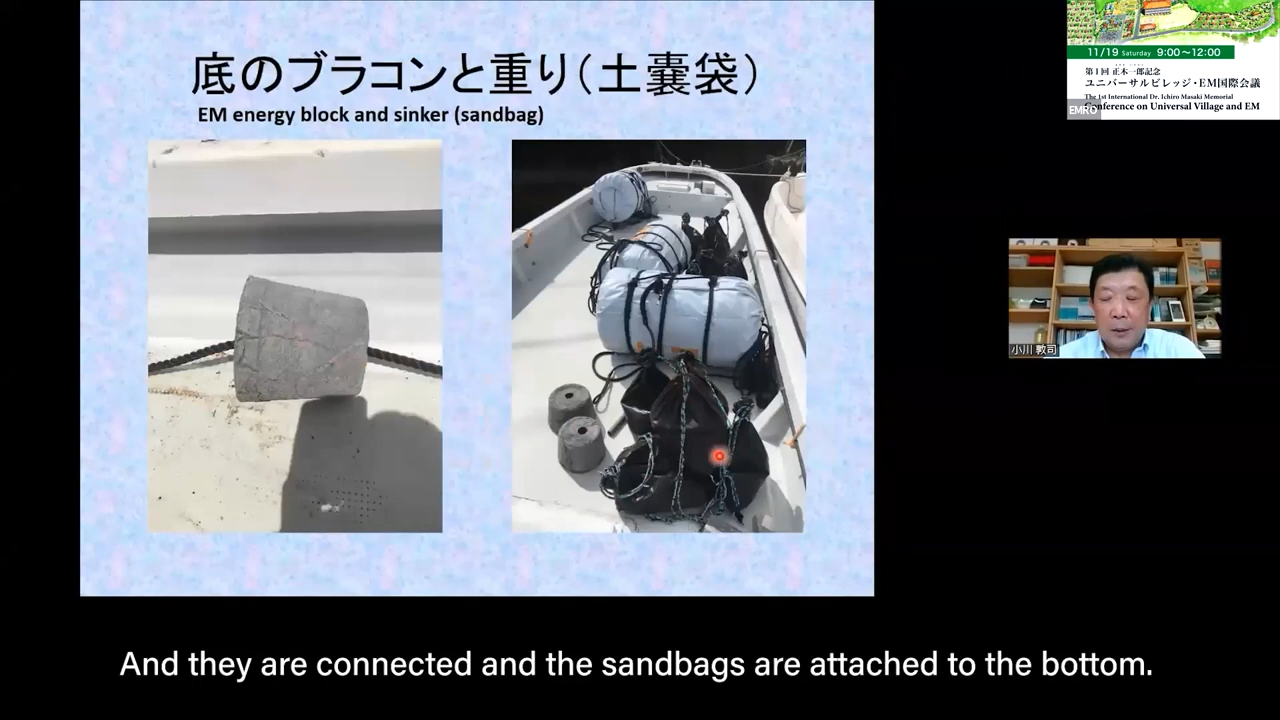 底のブラコンと重り（土嚢袋）
EM energy block and sinker (sandbag)
11/19 Saturday 9:00～12:00
第1回 正木一郎記念
ユニバーサルビレッジ・EM国際会議
The 1st International Dr. Ichiro Masaki Memorial
Conference on Universal Village and EM
EMRO
小川 敦司
And they are connected and the sandbags are attached to the bottom.